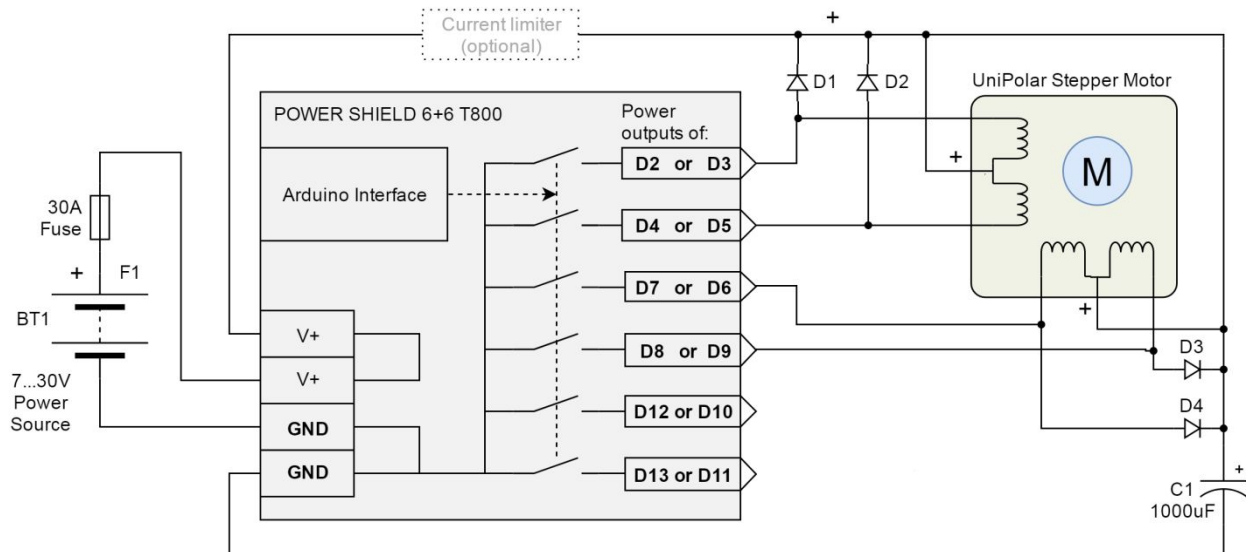 Current limiter
(optional)
+
D1
D2
UniPolar Stepper Motor
POWER SHIELD 6+6 T800
Power
outputs of:
Arduino Interface
D2 or D3
+
M
30A
Fuse
D4 or D5
+
F1
D7 or D6
+
BT1
V+
D8 or D9
D3
V+
7...30V
Power
Source
D12 or D10
D4
GND
GND
D13 or D11
+
C1
1000uF